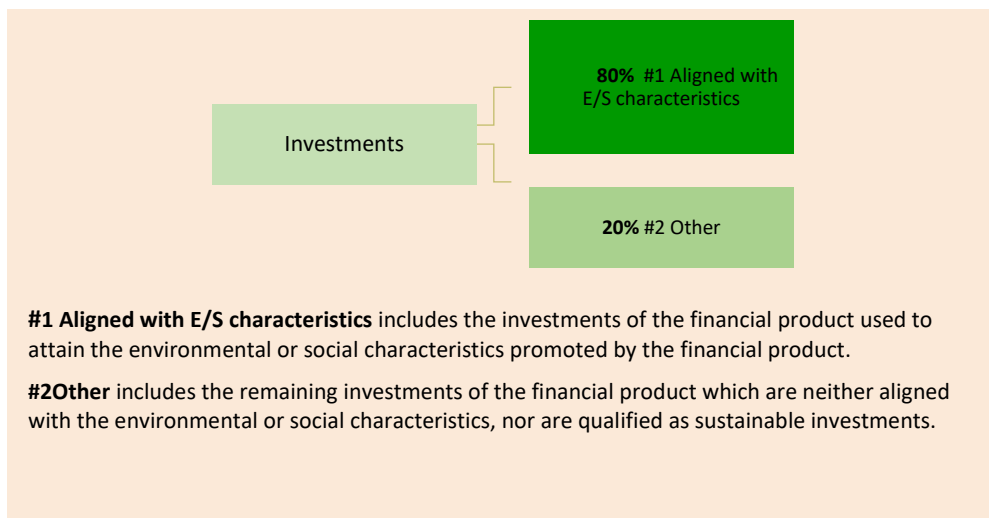 80% #1 Aligned with
E/S characteristics
Investments
20% #2 Other
#1 Aligned with E/S characteristics includes the investments of the financial product used to
attain the environmental or social characteristics promoted by the financial product.
#2Other includes the remaining investments of the financial product which are neither aligned
with the environmental or social characteristics, nor are qualified as sustainable investments.